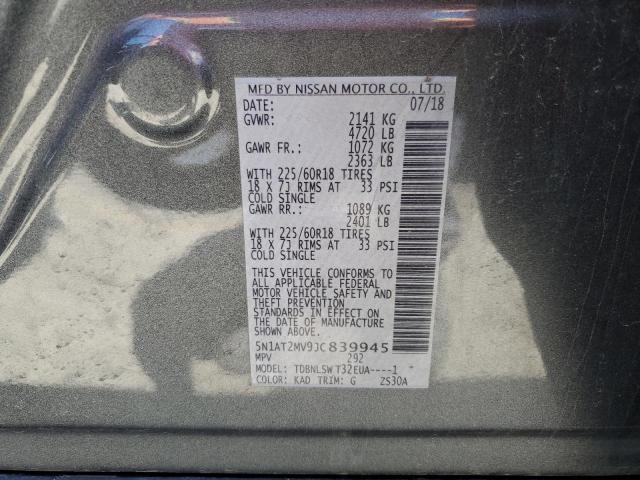 MFD BY NISSAN MOTOR CO., LTD.
DATE: 07/18
GVWR: 2141 KG
4720 LB
GAWR FR.: 1072 KG
2363 LB
WITH 225/60R18 TIRES
18 X 7J RIMS AT 33 PSI
COLD SINGLE
GAWR RR.: 1089 KG
2401 LB
WITH 225/60R18 TIRES
18 X 7J RIMS AT 33 PSI
COLD SINGLE
THIS VEHICLE CONFORMS TO
ALL APPLICABLE FEDERAL
MOTOR VEHICLE SAFETY AND
THEFT PREVENTION
STANDARDS IN EFFECT ON
THE DATE OF MANUFACTURE
SHOWN ABOVE.
5N1AT2MV9JC839945
MPV 292
MODEL: TDBNLSW T32EUA----1
COLOR: KAD TRIM: G ZS30A